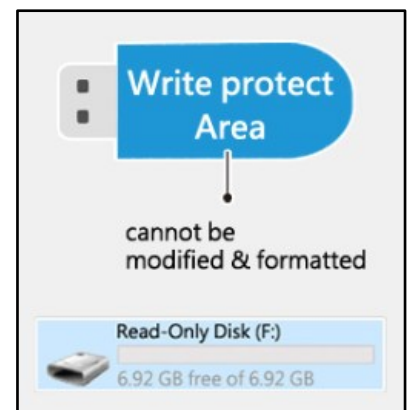 Write protect
Area
cannot be
modified & formatted
Read-Only Disk (F:)
6.92 GB free of 6.92 GB